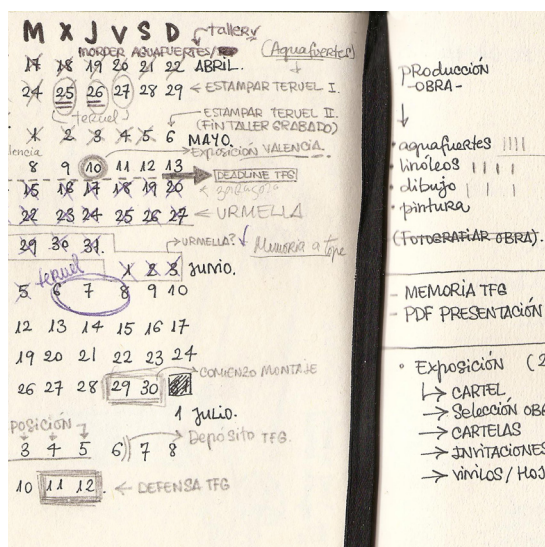 M X J V S D
taller
MORDER AGUAFUERTES/
(Aguafuertes)
17 18 19 20 21 22 ABRIL.
24 25 26 27 28 29 ← ESTAMPAR TERUEL I.
(teruel)
ESTAMPAR TERUEL II.
(FIN TALLER GRABADO)
1 2 3 4 5 6 MAYO.
lencia
Exposición VALENCIA.
8 9 10 11 12 13
DEADLINE TFG
15 16 17 18 19 20
22 23 24 25 26 27 ← URMELLA
29 30 31.
→ URMELLA? Memoria a tope
teruel
1 2 3 JUNIO.
5 6 7 8 9 10
12 13 14 15 16 17
19 20 21 22 23 24
COMIENZO MONTAJE
26 27 28 29 30
1 JULIO.
POSICIÓN
3 4 5 6) 7 8
Depósito TFG.
10 11 12. ← DEFENSA TFG
PRODUCCIÓN
-OBRA-
↓
• aguafuertes ||||
• linóleos | | |
• dibujo | | |
• pintura
(FOTOGRAFIAR OBRA).
- MEMORIA TFG
- PDF PRESENTACIÓN
• Exposición (2
↳ CARTEL
→ Selección OBR
→ CARTELAS
→ INVITACIONES
→ VINILOS / HOJ